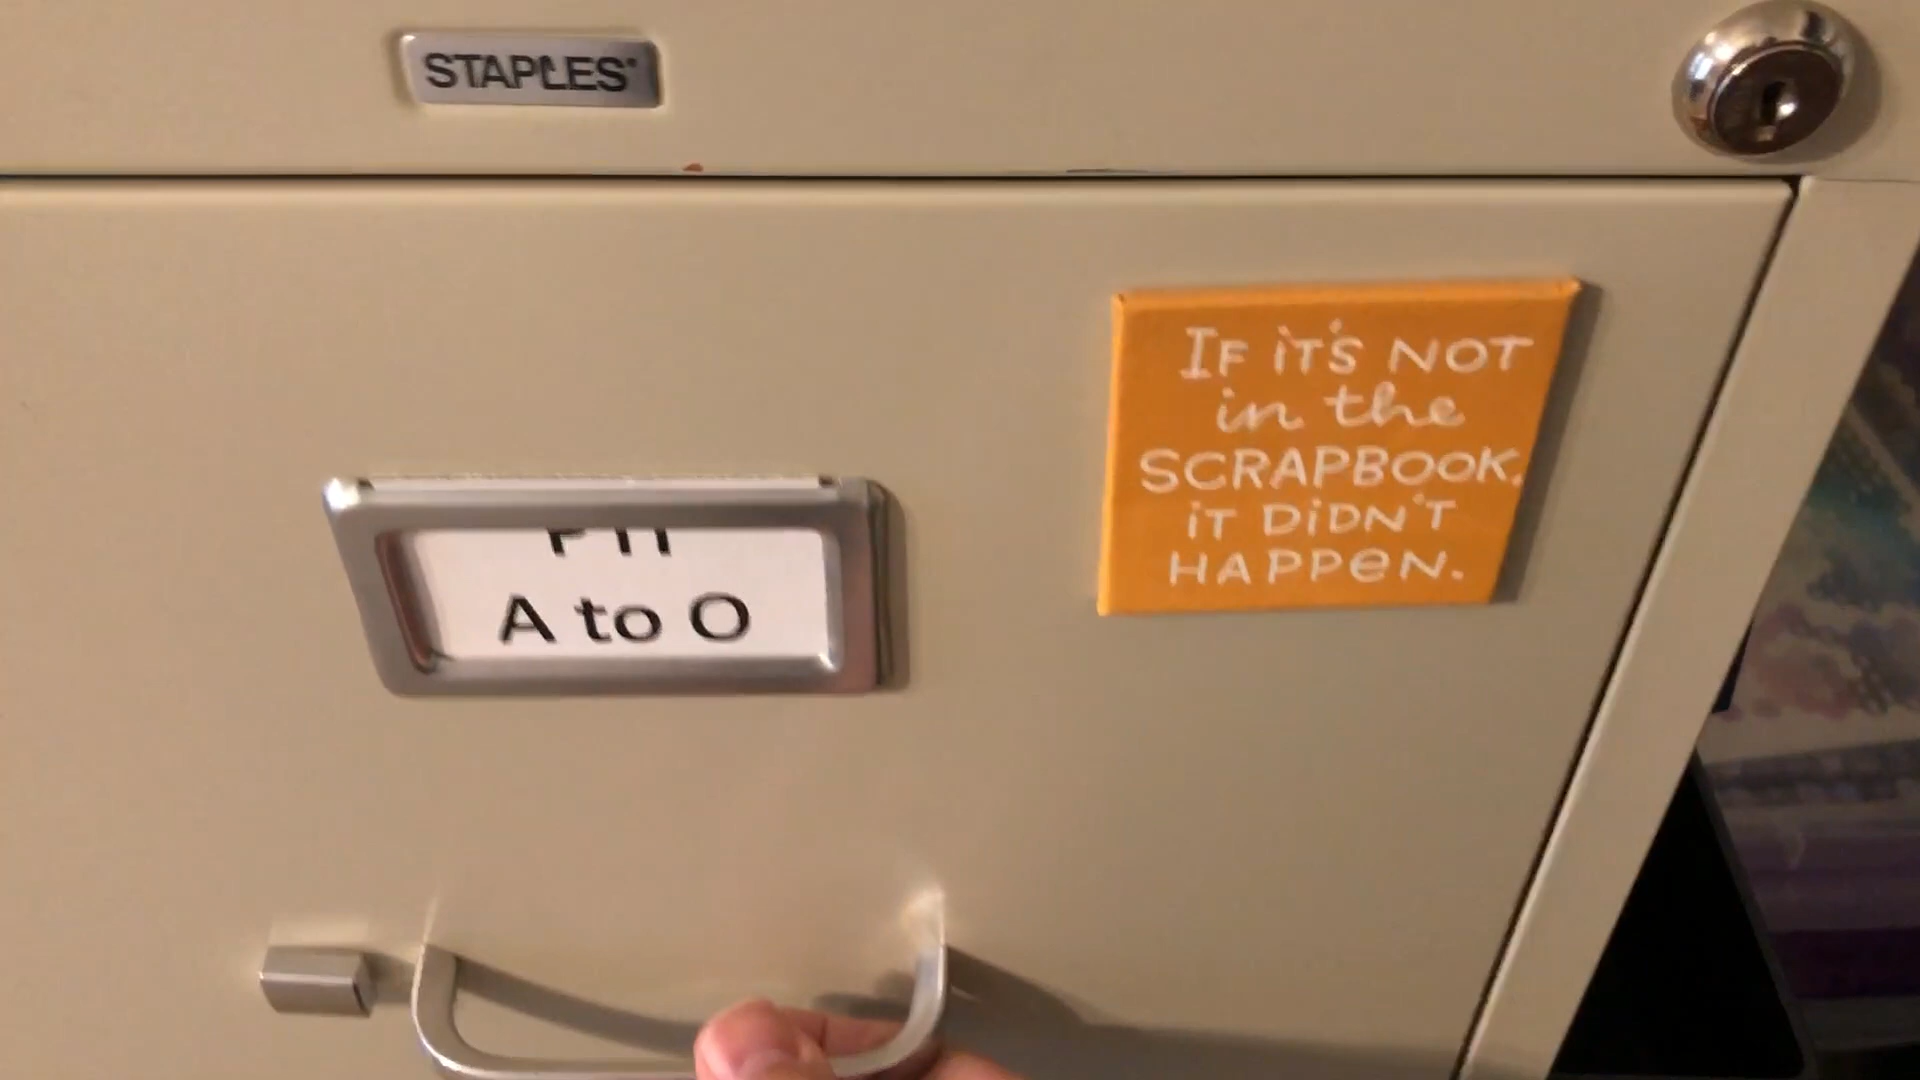 STAPLES
A to O
IF iT'S NOT
in the
SCRAPBOOK,
iT DiDN'T
HAPPeN.